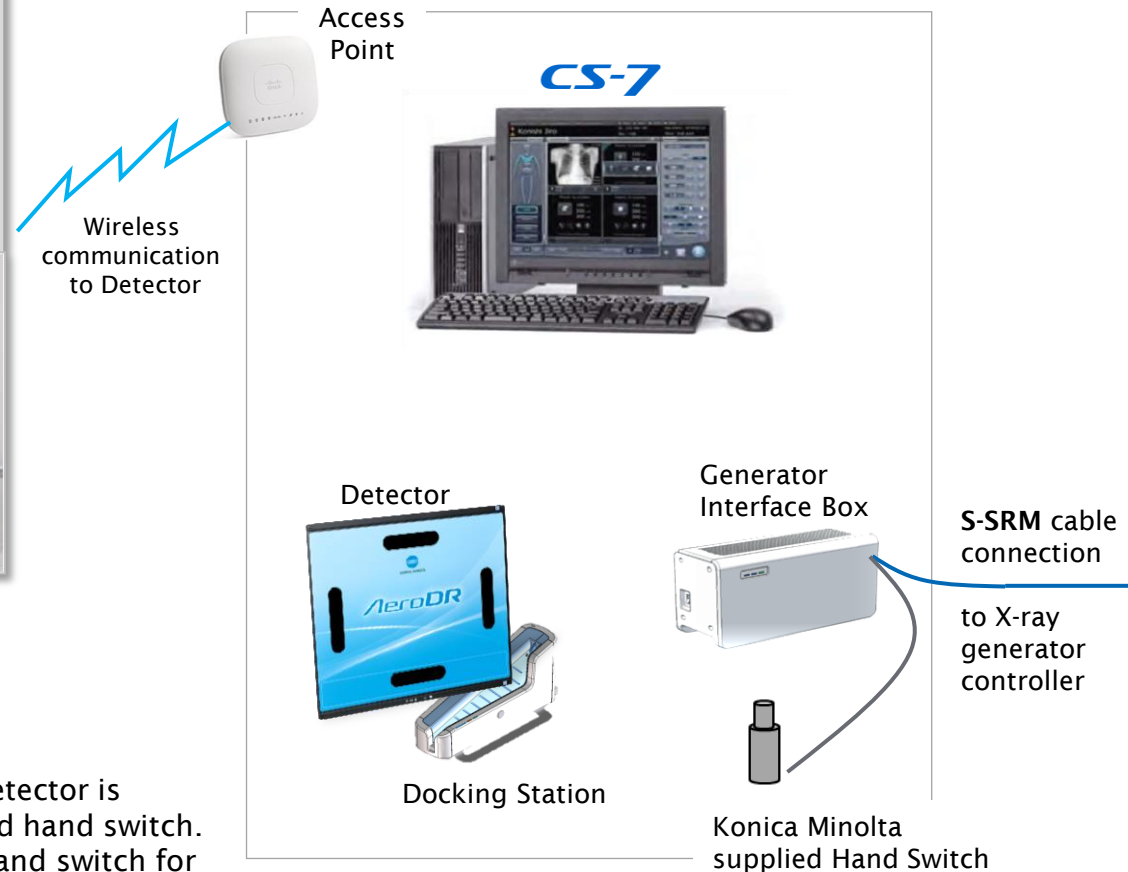 Access
Point
CS-7
Wireless
communication
to Detector
Detector
AeroDR
Generator
Interface Box
S-SRM cable
connection
to X-ray
generator
controller
Docking Station
etector is
d hand switch.
and switch for
Konica Minolta
supplied Hand Switch